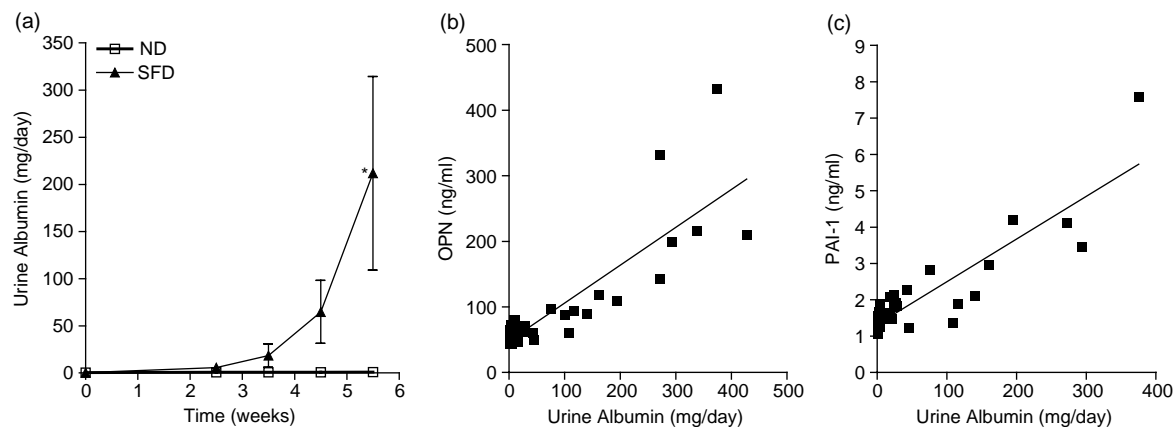 (a)
350
300
250
200
150
100
50
0
Urine Albumin (mg/day)
ND
SFD
*
0 1 2 3 4 5 6
Time (weeks)
(b)
500
400
300
200
100
0
OPN (ng/ml)
0 100 200 300 400 500
Urine Albumin (mg/day)
(c)
9
8
7
6
5
4
3
2
1
0
PAI-1 (ng/ml)
0 100 200 300 400
Urine Albumin (mg/day)